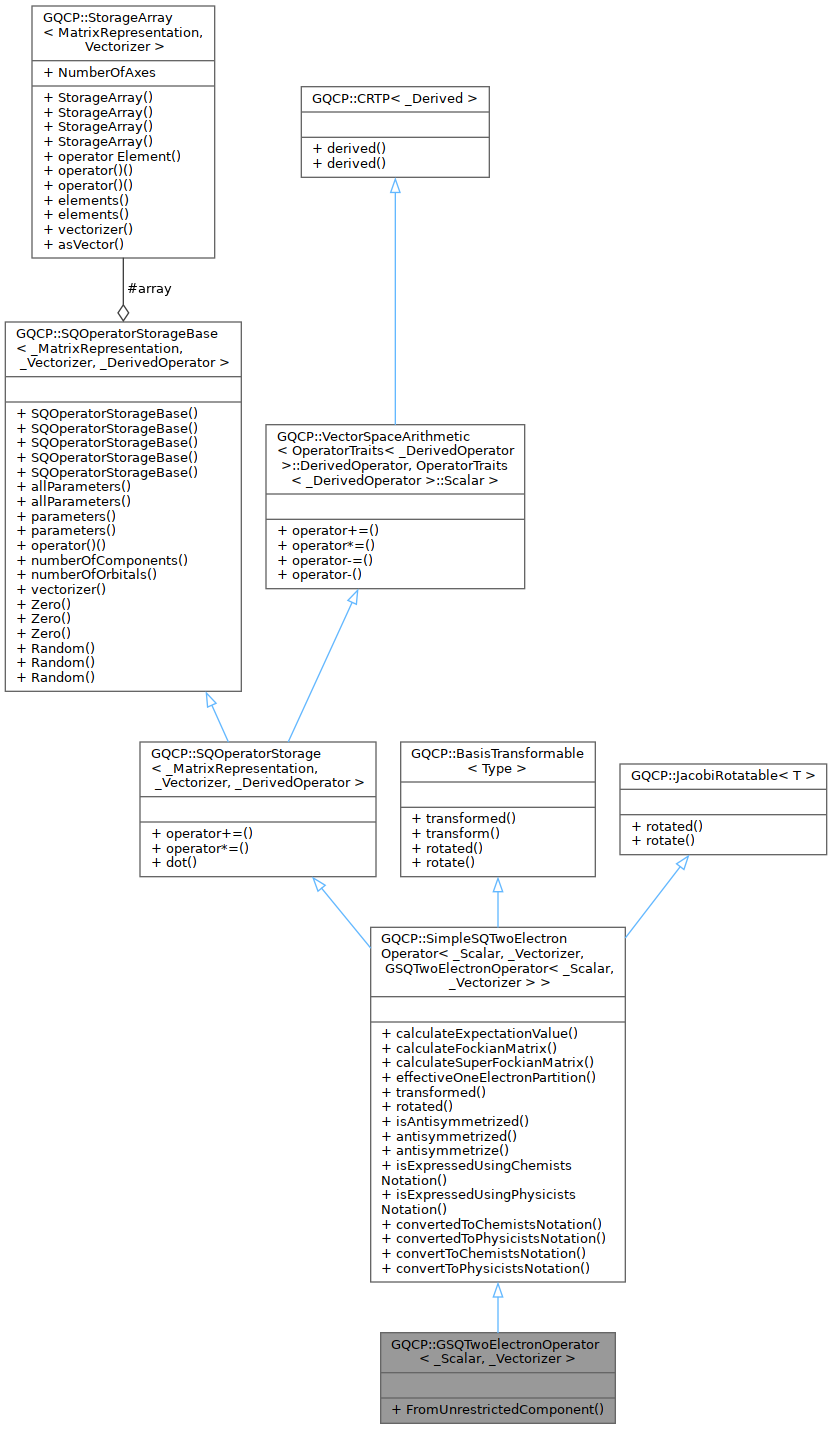 GQCP::StorageArray
< MatrixRepresentation,
Vectorizer >
+ NumberOfAxes
+ StorageArray()
+ StorageArray()
+ StorageArray()
+ StorageArray()
+ operator Element()
+ operator()()
+ operator()()
+ elements()
+ elements()
+ vectorizer()
+ asVector()
GQCP::CRTP< _Derived >
+ derived()
+ derived()
#array
GQCP::SQOperatorStorageBase
< _MatrixRepresentation,
_Vectorizer, _DerivedOperator >
+ SQOperatorStorageBase()
+ SQOperatorStorageBase()
+ SQOperatorStorageBase()
+ SQOperatorStorageBase()
+ SQOperatorStorageBase()
+ allParameters()
+ allParameters()
+ parameters()
+ parameters()
+ operator()()
+ numberOfComponents()
+ numberOfOrbitals()
+ vectorizer()
+ Zero()
+ Zero()
+ Zero()
+ Random()
+ Random()
+ Random()
GQCP::VectorSpaceArithmetic
< OperatorTraits< _DerivedOperator
>::DerivedOperator, OperatorTraits
< _DerivedOperator >::Scalar >
+ operator+=()
+ operator*=()
+ operator-=()
+ operator-()
GQCP::SQOperatorStorage
< _MatrixRepresentation,
_Vectorizer, _DerivedOperator >
+ operator+=()
+ operator*=()
+ dot()
GQCP::BasisTransformable
< Type >
+ transformed()
+ transform()
+ rotated()
+ rotate()
GQCP::JacobiRotatable< T >
+ rotated()
+ rotate()
GQCP::SimpleSQTwoElectron
Operator< _Scalar, _Vectorizer,
GSQTwoElectronOperator< _Scalar,
_Vectorizer > >
+ calculateExpectationValue()
+ calculateFockianMatrix()
+ calculateSuperFockianMatrix()
+ effectiveOneElectronPartition()
+ transformed()
+ rotated()
+ isAntisymmetrized()
+ antisymmetrized()
+ antisymmetrize()
+ isExpressedUsingChemists
Notation()
+ isExpressedUsingPhysicists
Notation()
+ convertedToChemistsNotation()
+ convertedToPhysicistsNotation()
+ convertToChemistsNotation()
+ convertToPhysicistsNotation()
GQCP::GSQTwoElectronOperator
< _Scalar, _Vectorizer >
+ FromUnrestrictedComponent()